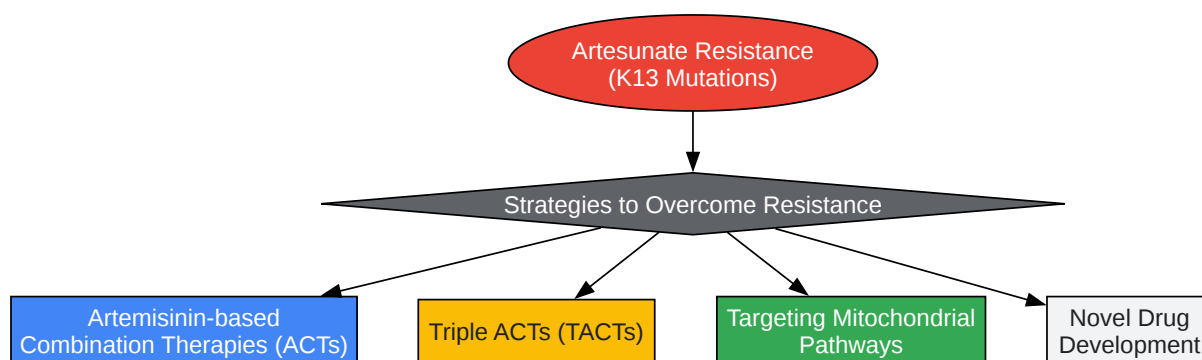 Artesunate Resistance
(K13 Mutations)
Strategies to Overcome Resistance
Artemisinin-based
Combination Therapies (ACTs)
Triple ACTs (TACTs)
Targeting Mitochondrial
Pathways
Novel Drug
Development